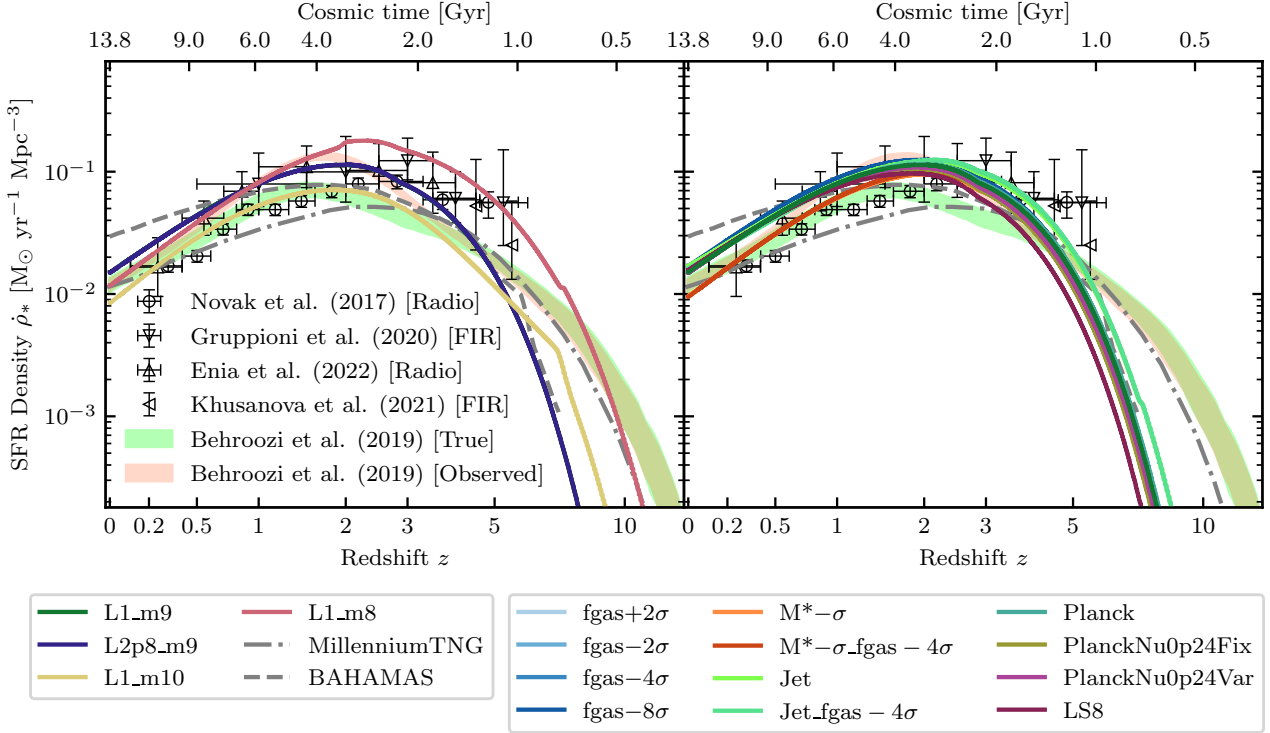 Cosmic time [Gyr]
Cosmic time [Gyr]
13.8 9.0 6.0 4.0 2.0 1.0 0.5
13.8 9.0 6.0 4.0 2.0 1.0 0.5
SFR Density ρ̇* [M⊙ yr⁻¹ Mpc⁻³]
10⁻¹
10⁻²
10⁻³
Novak et al. (2017) [Radio]
Gruppioni et al. (2020) [FIR]
Enia et al. (2022) [Radio]
Khusanova et al. (2021) [FIR]
Behroozi et al. (2019) [True]
Behroozi et al. (2019) [Observed]
0 0.2 0.5 1 2 3 5 10
0 0.2 0.5 1 2 3 5 10
Redshift z
Redshift z
L1_m9
L2p8_m9
L1_m10
L1_m8
MillenniumTNG
BAHAMAS
fgas+2σ
fgas−2σ
fgas−4σ
fgas−8σ
M*−σ
M*−σ_fgas − 4σ
Jet
Jet_fgas − 4σ
Planck
PlanckNu0p24Fix
PlanckNu0p24Var
LS8